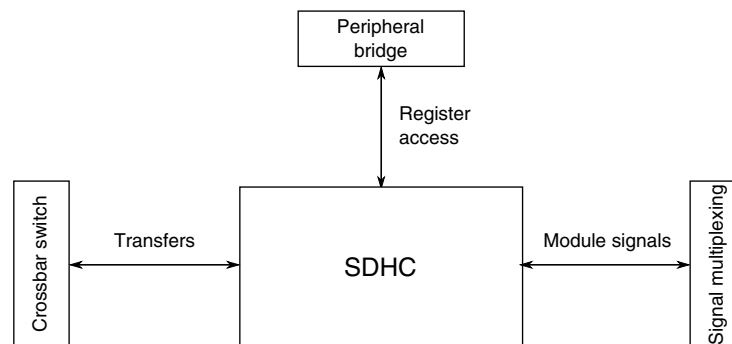 Peripheral
bridge
Register
access
Crossbar switch
Transfers
SDHC
Module signals
Signal multiplexing